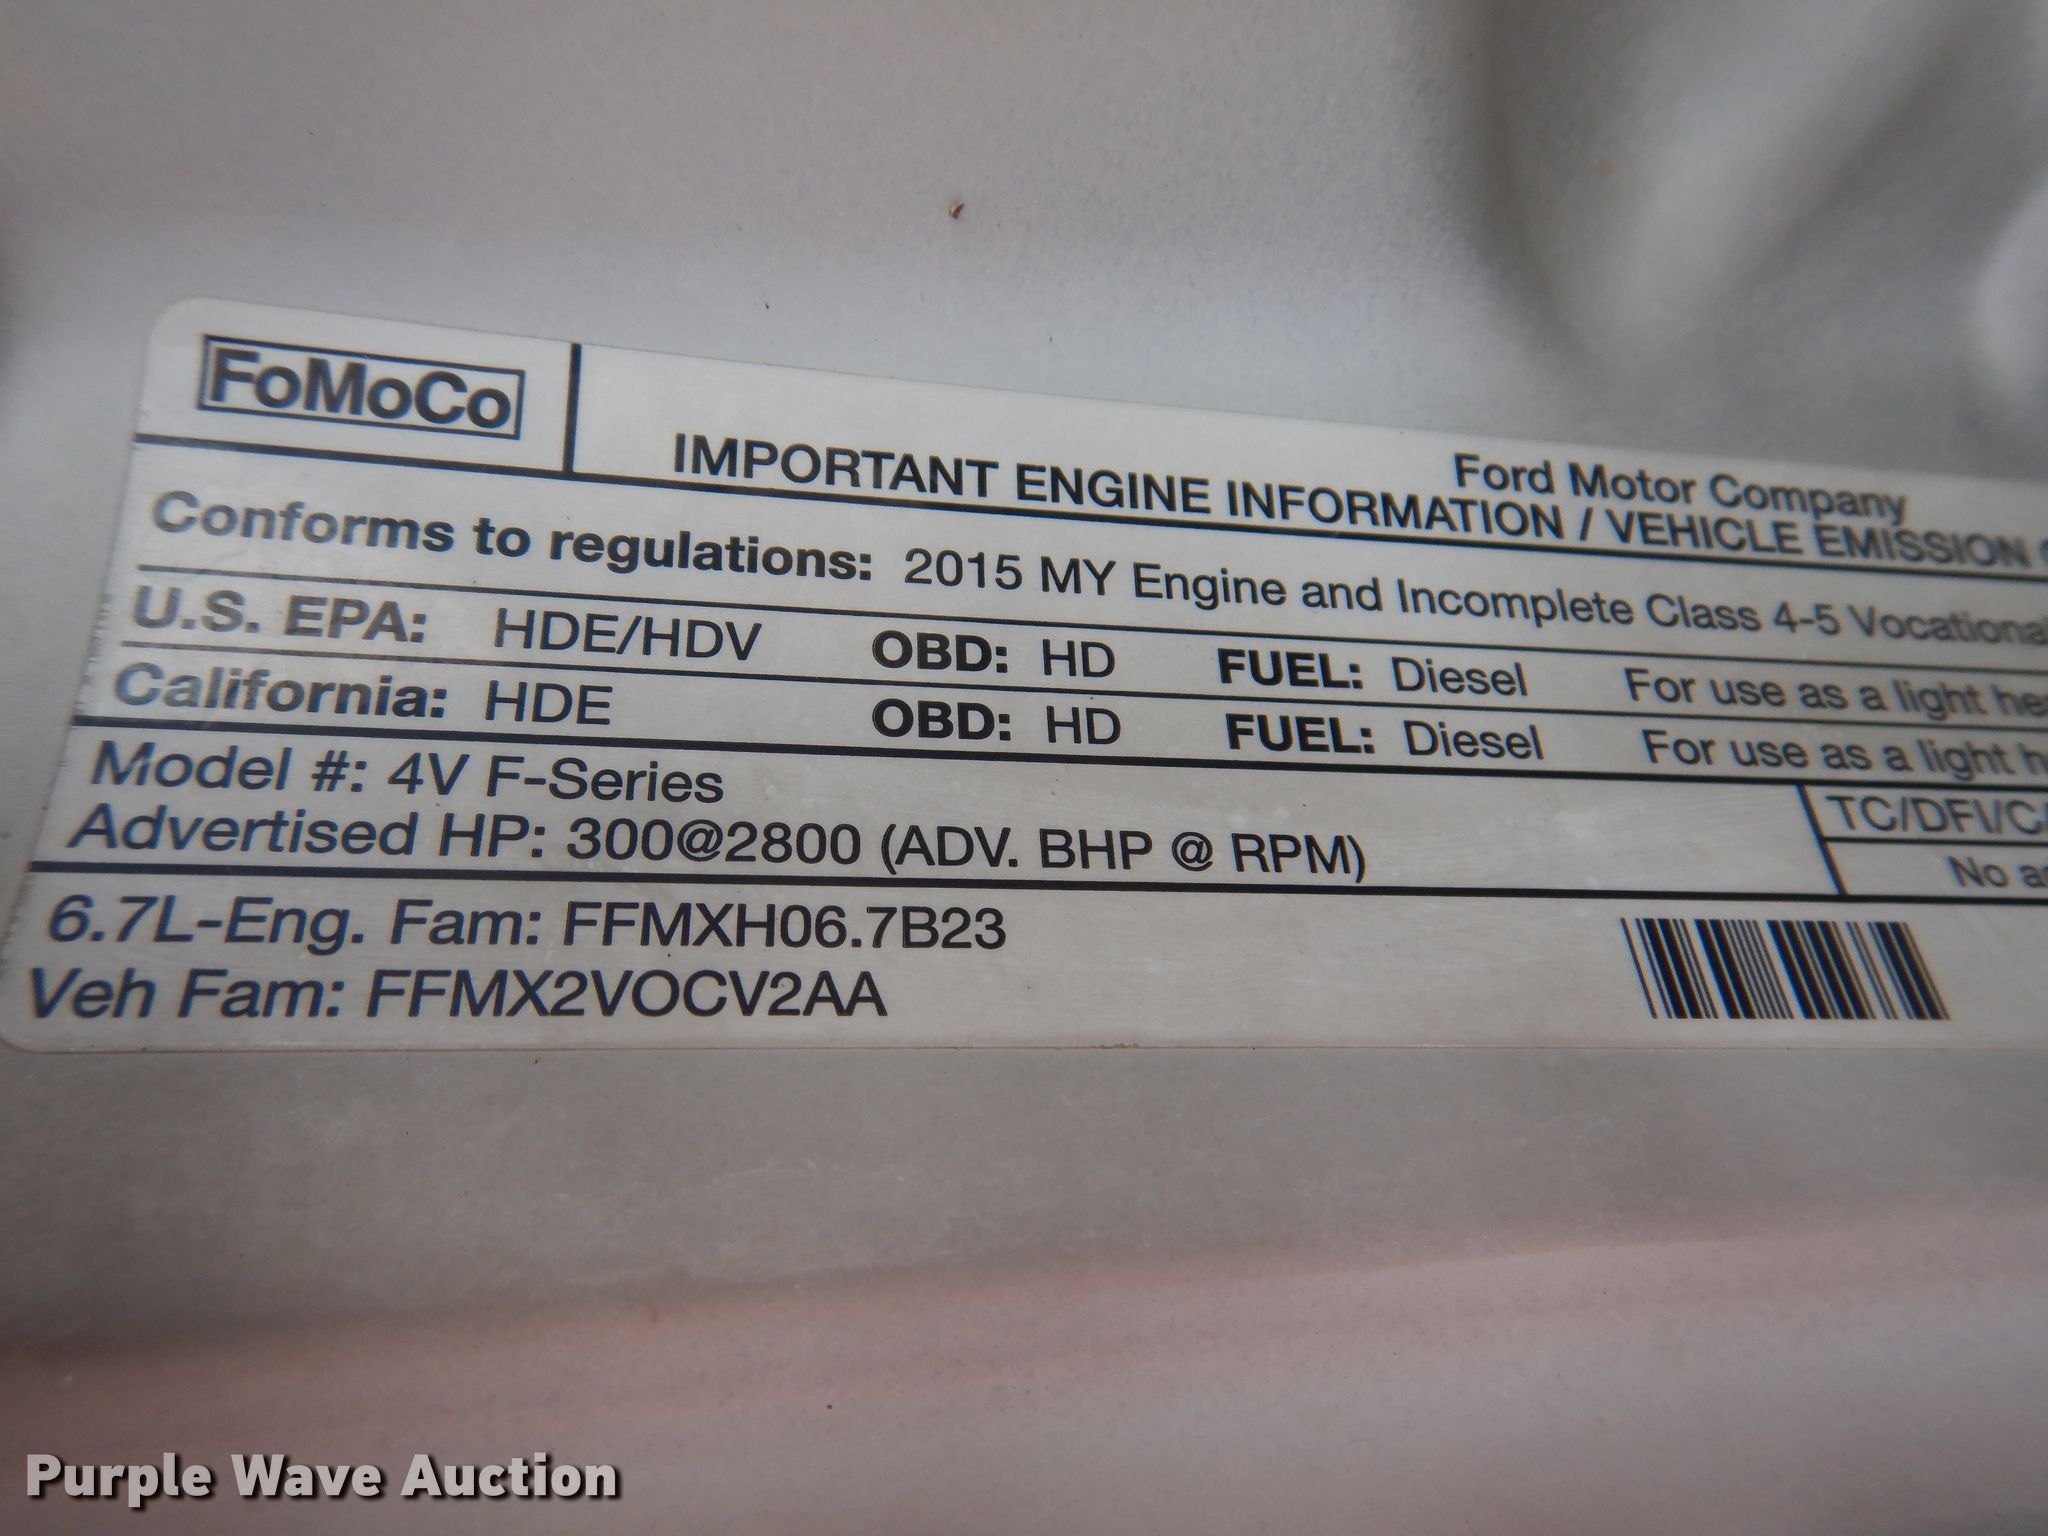 FoMoCo
Ford Motor Company
IMPORTANT ENGINE INFORMATION / VEHICLE EMISSION
Conforms to regulations: 2015 MY Engine and Incomplete Class 4-5 Vocational
U.S. EPA: HDE/HDV OBD: HD FUEL: Diesel For use as a light
California: HDE OBD: HD FUEL: Diesel For use as a light
Model #: 4V F-Series
Advertised HP: 300@2800 (ADV. BHP @ RPM)
TC/DFI/
No
6.7L-Eng. Fam: FFMXH06.7B23
Veh Fam: FFMX2VOCV2AA
Purple Wave Auction